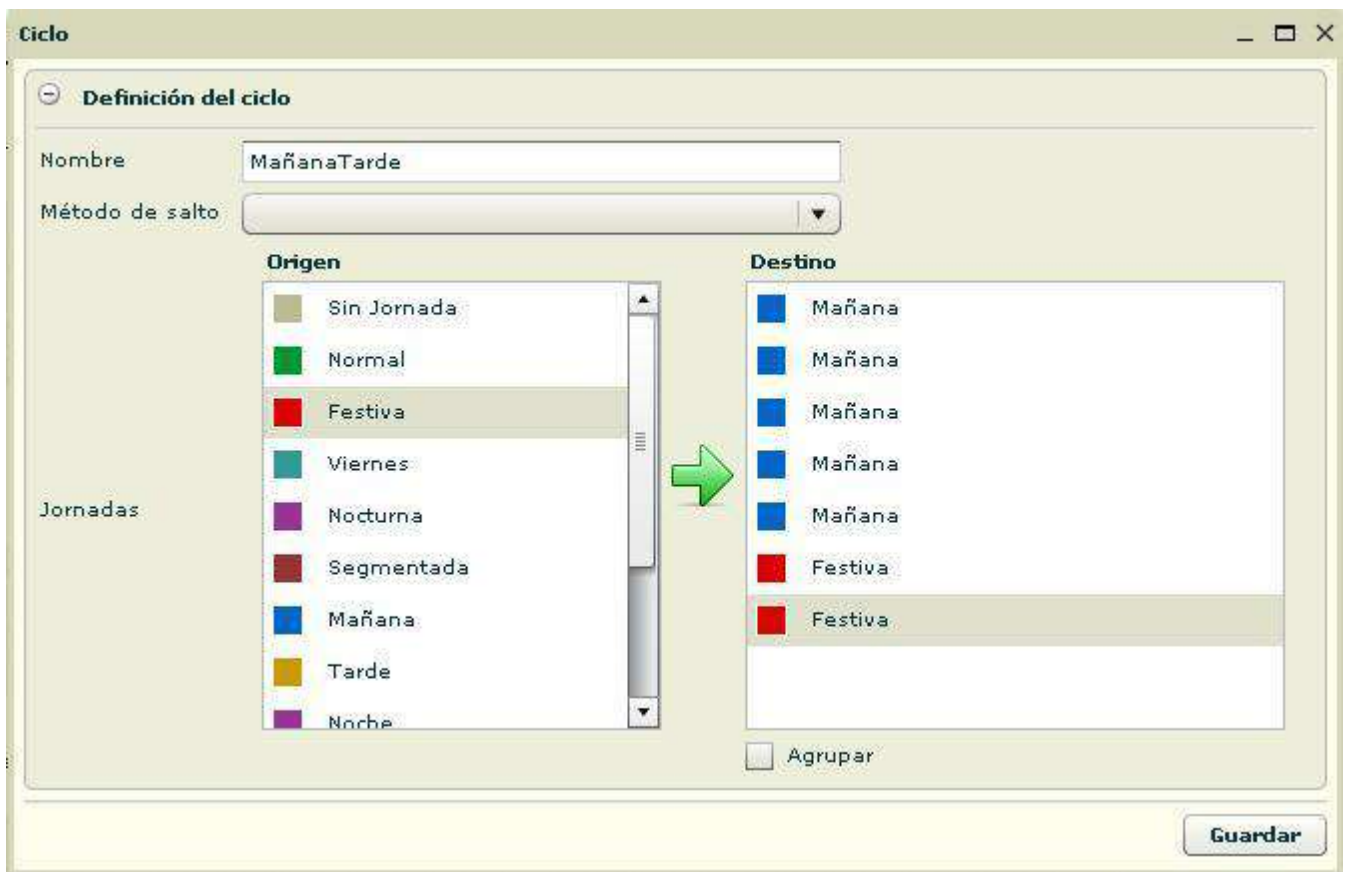 Ciclo
Definición del ciclo
Nombre MañanaTarde
Método de salto
Origen Destino
Sin Jornada Mañana
Normal Mañana
Festiva Mañana
Viernes Mañana
Jornadas Nocturna Mañana
Segmentada Festiva
Mañana Festiva
Tarde
Noche
Agrupar
Guardar